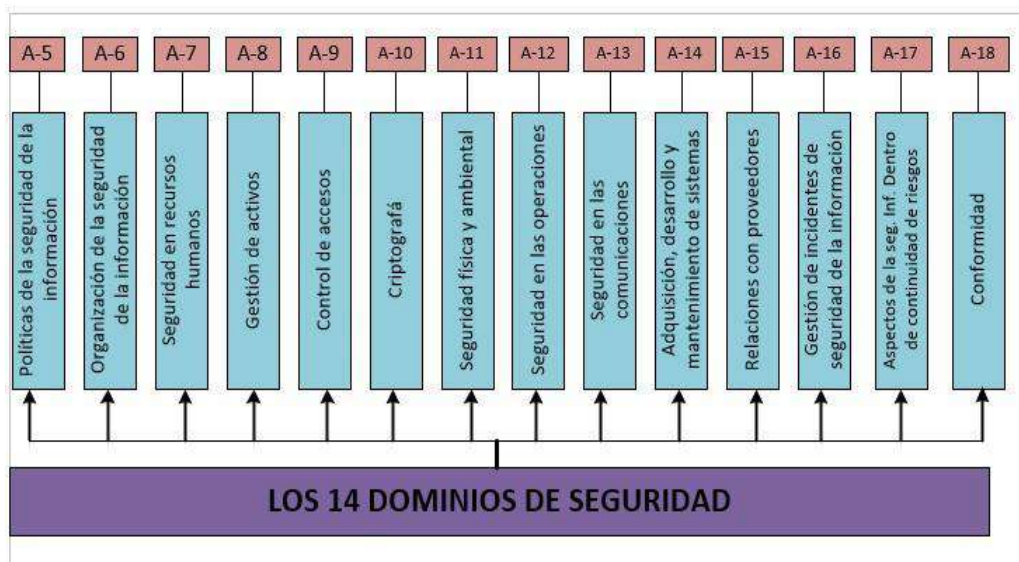 A-5
A-6
A-7
A-8
A-9
A-10
A-11
A-12
A-13
A-14
A-15
A-16
A-17
A-18
Políticas de la seguridad de la
información
Organización de la seguridad
de la información
Seguridad en recursos
humanos
Gestión de activos
Control de accesos
Criptografá
Seguridad física y ambiental
Seguridad en las operaciones
Seguridad en las
comunicaciones
Adquisición, desarrollo y
mantenimiento de sistemas
Relaciones con proveedores
Gestión de incidentes de
seguridad de la información
Aspectos de la seg. Inf. Dentro
de continuidad de riesgos
Conformidad
LOS 14 DOMINIOS DE SEGURIDAD